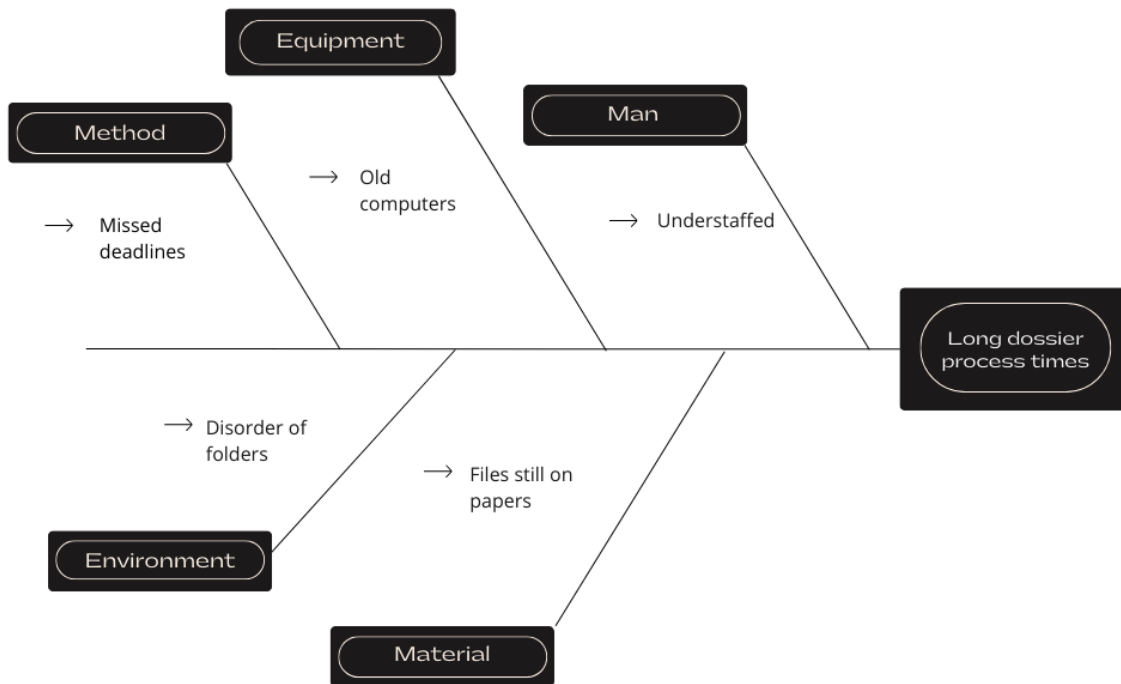 Equipment
Man
Method
Old
computers
Missed
deadlines
Understaffed
Long dossier
process times
Disorder of
folders
Files still on
papers
Environment
Material